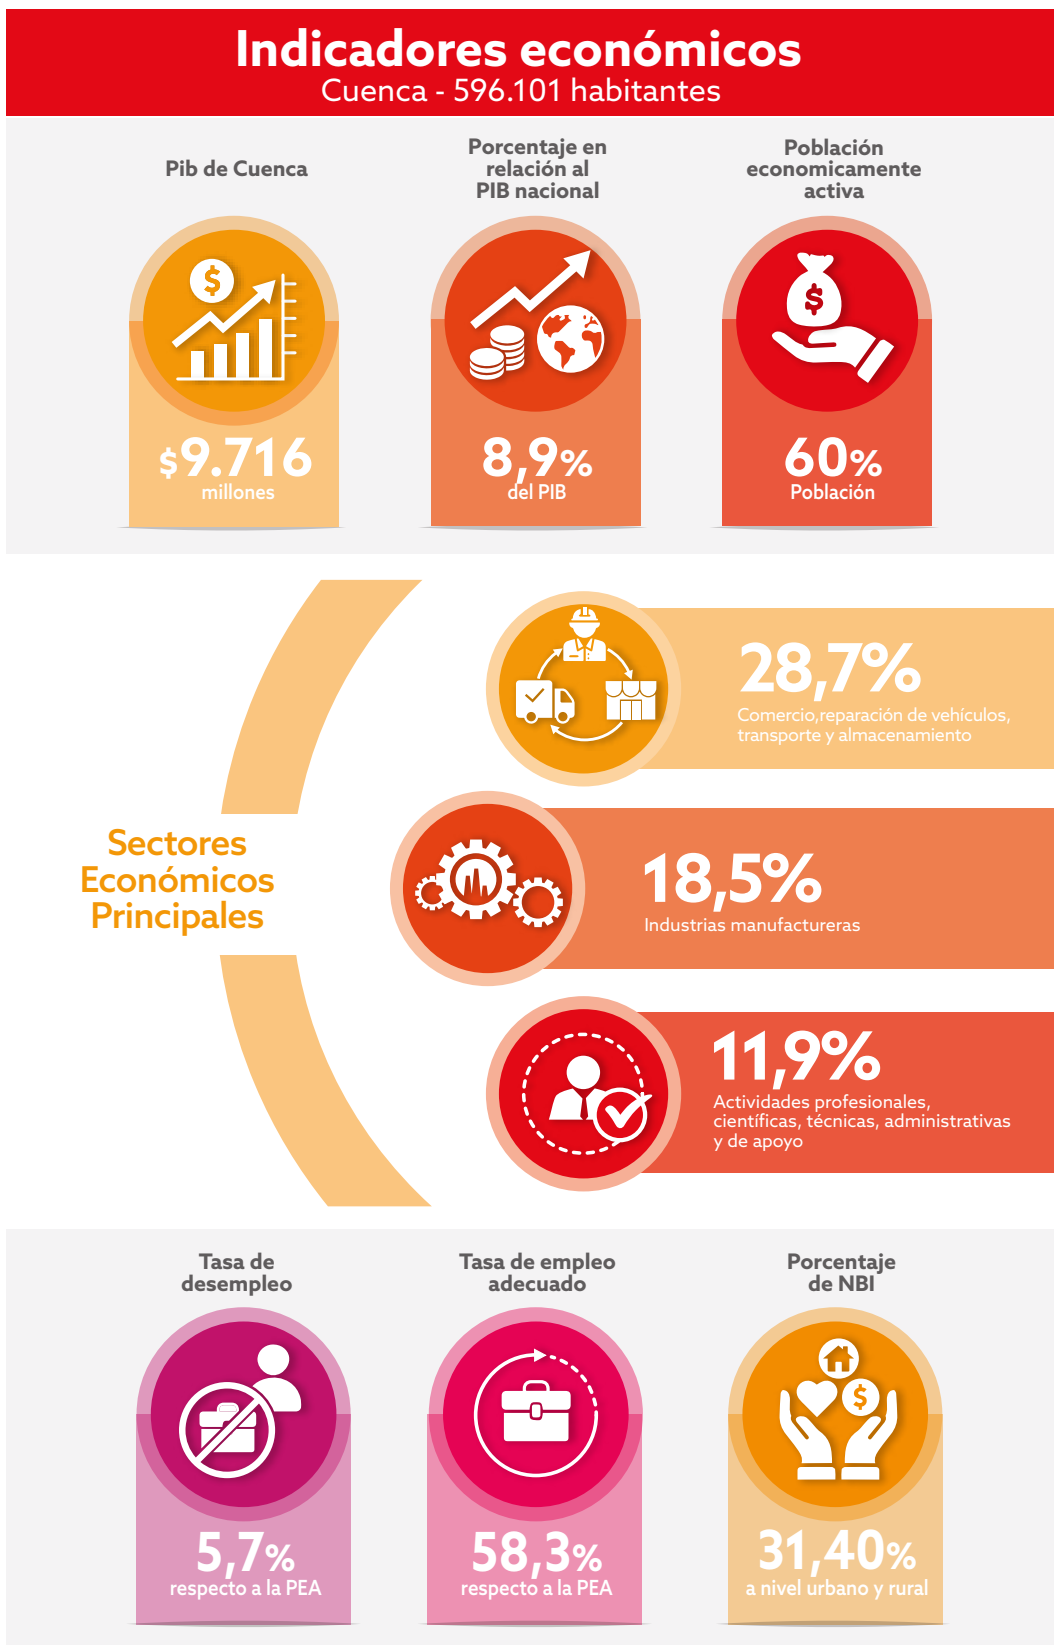 Indicadores económicos
Cuenca - 596.101 habitantes
Pib de Cuenca
$9.716
millones
Porcentaje en
relación al
PIB nacional
8,9%
del PIB
Población
economicamente
activa
60%
Población
Sectores
Económicos
Principales
28,7%
Comercio,reparación de vehículos,
transporte y almacenamiento
18,5%
Industrias manufactureras
11,9%
Actividades profesionales,
científicas, técnicas, administrativas
y de apoyo
Tasa de
desempleo
5,7%
respecto a la PEA
Tasa de empleo
adecuado
58,3%
respecto a la PEA
Porcentaje
de NBI
31,40%
a nivel urbano y rural